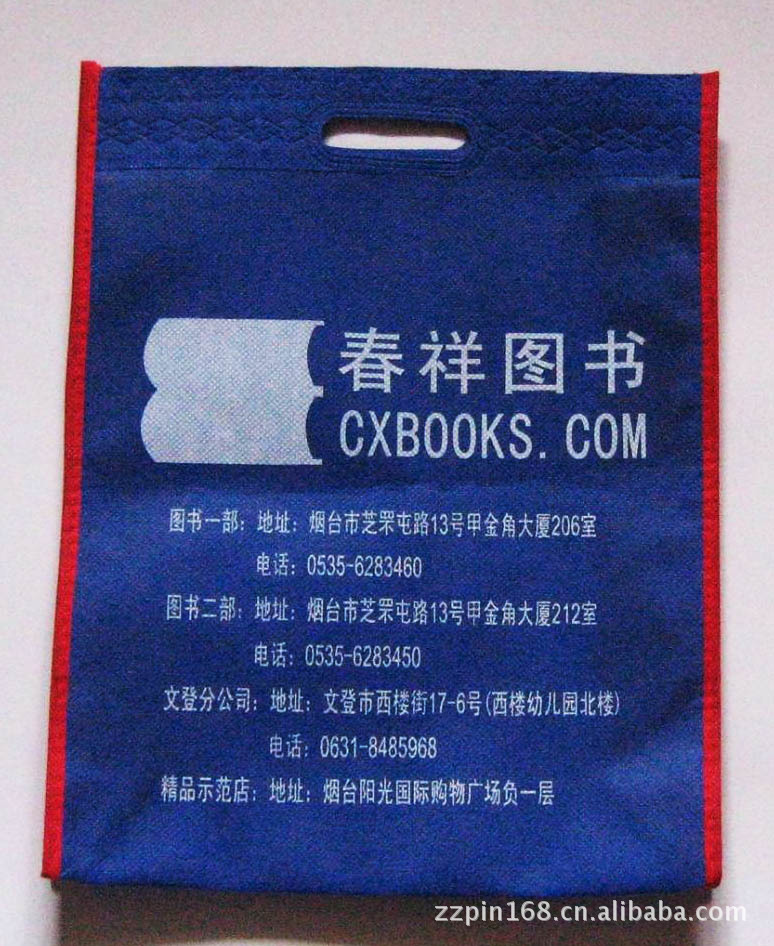 春祥图书
CXBOOKS.COM
图书一部：地址：烟台市芝罘屯路13号甲金角大厦206室
电话：0535-6283460
图书二部：地址：烟台市芝罘屯路13号甲金角大厦212室
电话：0535-6283450
文登分公司：地址：文登市西楼街17-6号(西楼幼儿园北楼)
电话：0631-8485968
精品示范店：地址：烟台阳光国际购物广场负一层
zzpin168.cn.alibaba.com